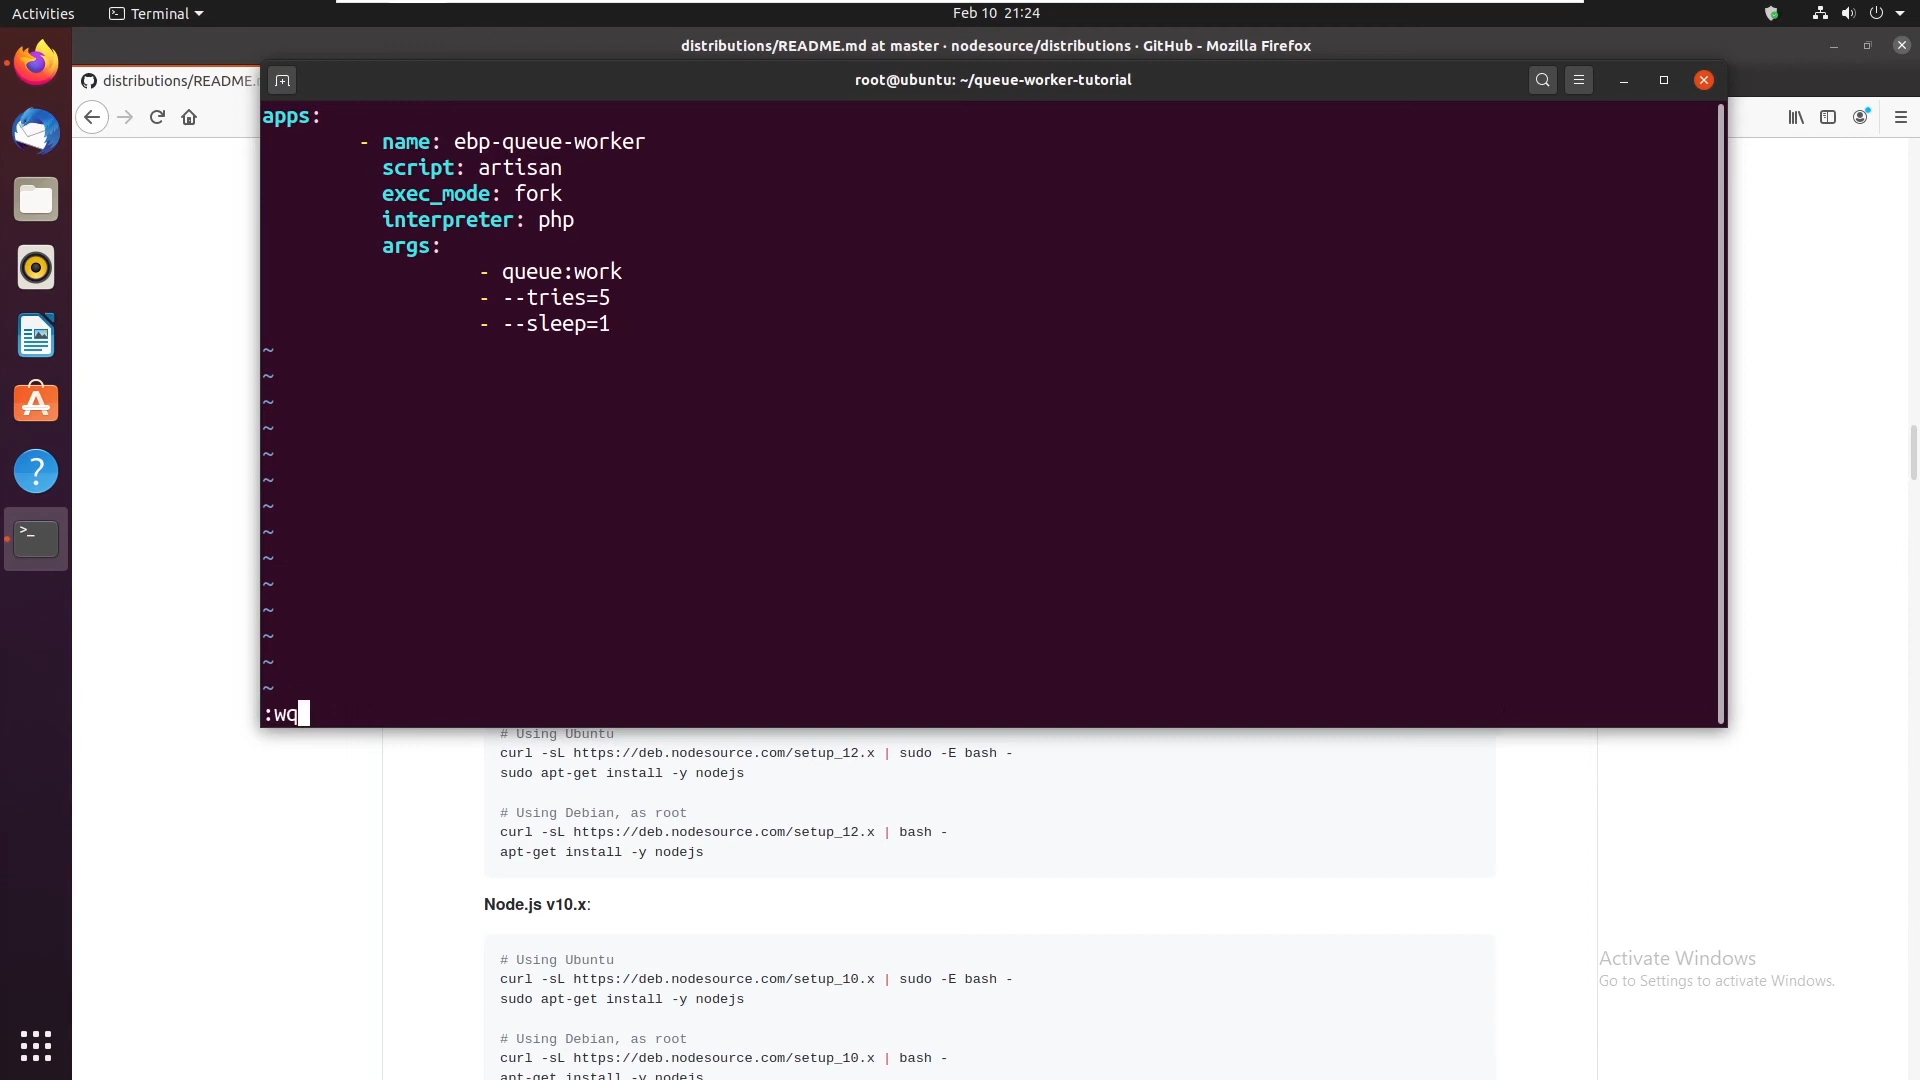 Activities
Terminal
Feb 10 21:24
distributions/README.md at master · nodesource/distributions · GitHub - Mozilla Firefox
distributions/README.
root@ubuntu: ~/queue-worker-tutorial
apps:
- name: ebp-queue-worker
script: artisan
exec_mode: fork
interpreter: php
args:
- queue:work
- --tries=5
- --sleep=1
~
~
~
~
~
~
~
~
~
~
~
~
~
~
:wq
# Using Ubuntu
curl -sL https://deb.nodesource.com/setup_12.x | sudo -E bash -
sudo apt-get install -y nodejs
# Using Debian, as root
curl -sL https://deb.nodesource.com/setup_12.x | bash -
apt-get install -y nodejs
Node.js v10.x:
# Using Ubuntu
curl -sL https://deb.nodesource.com/setup_10.x | sudo -E bash -
sudo apt-get install -y nodejs
# Using Debian, as root
curl -sL https://deb.nodesource.com/setup_10.x | bash -
apt-get install -y nodejs
Activate Windows
Go to Settings to activate Windows.